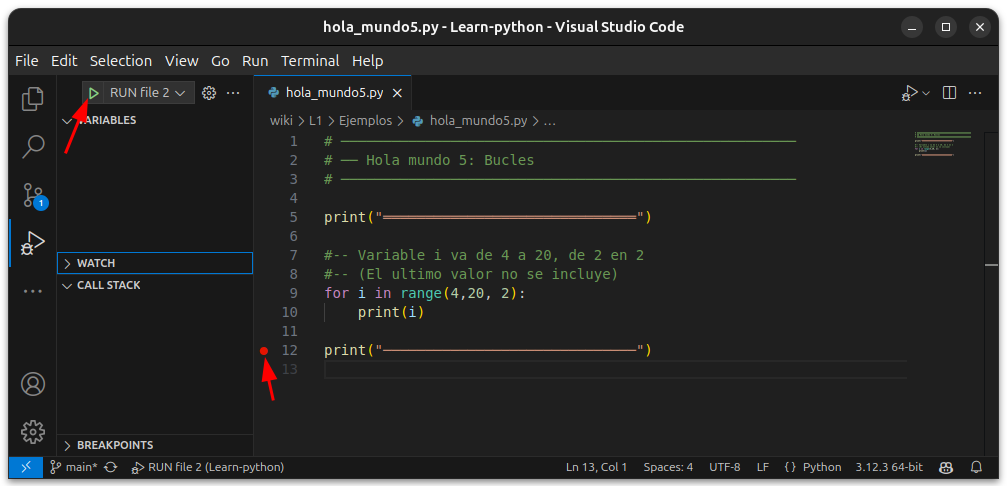 hola_mundo5.py - Learn-python - Visual Studio Code
File Edit Selection View Go Run Terminal Help
RUN file 2
hola_mundo5.py
VARIABLES
wiki > L1 > Ejemplos > hola_mundo5.py > ...
1 # ──────────────────────────────
2 # ── Hola mundo 5: Bucles
3 # ──────────────────────────────
4
5 print("══════════════════════════════")
6
7 #-- Variable i va de 4 a 20, de 2 en 2
8 #-- (El ultimo valor no se incluye)
9 for i in range(4,20, 2):
10 print(i)
11
12 print("──────────────────────────────")
13
1
WATCH
CALL STACK
BREAKPOINTS
main* RUN file 2 (Learn-python) Ln 13, Col 1 Spaces: 4 UTF-8 LF {} Python 3.12.3 64-bit